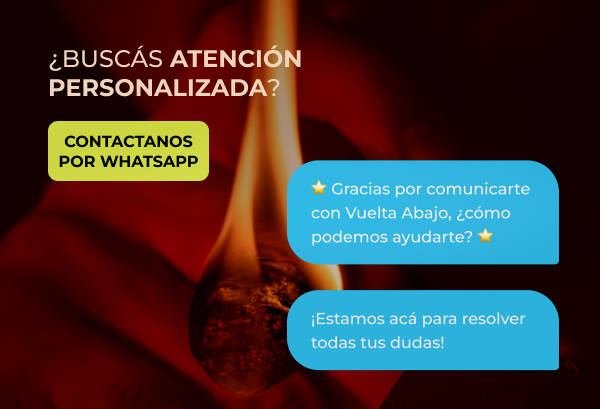 ¿BUSCÁS ATENCIÓN
PERSONALIZADA?
CONTACTANOS
POR WHATSAPP
⭐ Gracias por comunicarte
con Vuelta Abajo, ¿cómo
podemos ayudarte? ⭐
¡Estamos acá para resolver
todas tus dudas!